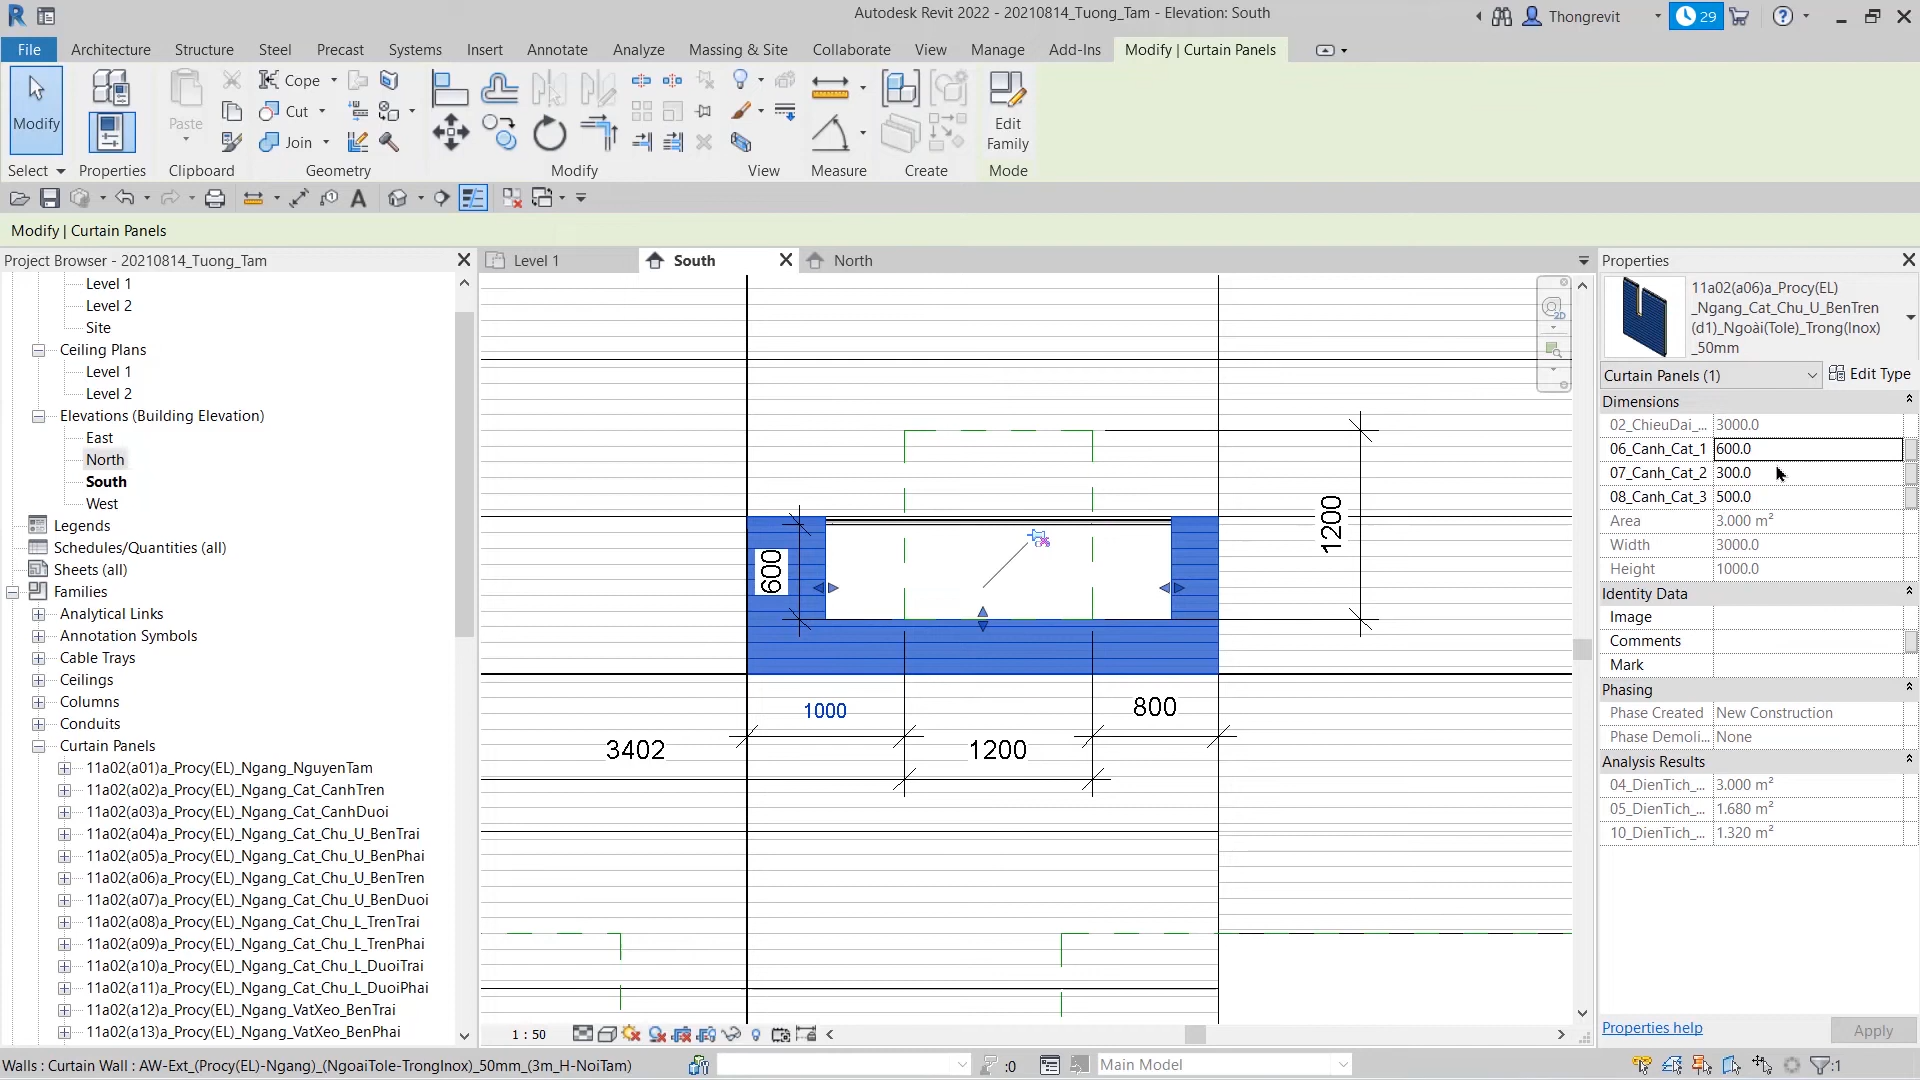 Autodesk Revit 2022 - 20210814_Tuong_Tam - Elevation: South
Thongrevit
29
File
Architecture
Structure
Steel
Precast
Systems
Insert
Annotate
Analyze
Massing & Site
Collaborate
View
Manage
Add-Ins
Modify | Curtain Panels
Modify
Paste
Cope
Cut
Join
Edit
Family
Select
Properties
Clipboard
Geometry
Modify
View
Measure
Create
Mode
Modify | Curtain Panels
Project Browser - 20210814_Tuong_Tam
Level 1
Level 2
Site
Ceiling Plans
Level 1
Level 2
Elevations (Building Elevation)
East
North
South
West
Legends
Schedules/Quantities (all)
Sheets (all)
Families
Analytical Links
Annotation Symbols
Cable Trays
Ceilings
Columns
Conduits
Curtain Panels
11a02(a01)a_Procy(EL)_Ngang_NguyenTam
11a02(a02)a_Procy(EL)_Ngang_Cat_CanhTren
11a02(a03)a_Procy(EL)_Ngang_Cat_CanhDuoi
11a02(a04)a_Procy(EL)_Ngang_Cat_Chu_U_BenTrai
11a02(a05)a_Procy(EL)_Ngang_Cat_Chu_U_BenPhai
11a02(a06)a_Procy(EL)_Ngang_Cat_Chu_U_BenTren
11a02(a07)a_Procy(EL)_Ngang_Cat_Chu_U_BenDuoi
11a02(a08)a_Procy(EL)_Ngang_Cat_Chu_L_TrenTrai
11a02(a09)a_Procy(EL)_Ngang_Cat_Chu_L_TrenPhai
11a02(a10)a_Procy(EL)_Ngang_Cat_Chu_L_DuoiTrai
11a02(a11)a_Procy(EL)_Ngang_Cat_Chu_L_DuoiPhai
11a02(a12)a_Procy(EL)_Ngang_VatXeo_BenTrai
11a02(a13)a_Procy(EL)_Ngang_VatXeo_BenPhai
Level 1
South
North
2D
1200
600
1000
800
3402
1200
1 : 50
Properties
11a02(a06)a_Procy(EL)
_Ngang_Cat_Chu_U_BenTren
(d1)_Ngoài(Tole)_Trong(Inox)
_50mm
Curtain Panels (1)
Edit Type
Dimensions
02_ChieuDai_... 3000.0
06_Canh_Cat_1 600.0
07_Canh_Cat_2 300.0
08_Canh_Cat_3 500.0
Area 3.000 m²
Width 3000.0
Height 1000.0
Identity Data
Image
Comments
Mark
Phasing
Phase Created New Construction
Phase Demoli... None
Analysis Results
04_DienTich_... 3.000 m²
05_DienTich_... 1.680 m²
10_DienTich_... 1.320 m²
Properties help
Apply
Walls : Curtain Wall : AW-Ext_(Procy(EL)-Ngang)_(NgoaiTole-TrongInox)_50mm_(3m_H-NoiTam)
:0
Main Model
:1